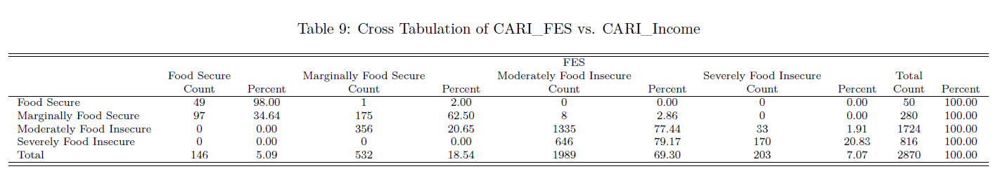 Table 9: Cross Tabulation of CARI_FES vs. CARI_Income
FES
Food Secure Marginally Food Secure Moderately Food Insecure Severely Food Insecure Total
Count Percent Count Percent Count Percent Count Percent Count Percent
Food Secure 49 98.00 1 2.00 0 0.00 0 0.00 50 100.00
Marginally Food Secure 97 34.64 175 62.50 8 2.86 0 0.00 280 100.00
Moderately Food Insecure 0 0.00 356 20.65 1335 77.44 33 1.91 1724 100.00
Severely Food Insecure 0 0.00 0 0.00 646 79.17 170 20.83 816 100.00
Total 146 5.09 532 18.54 1989 69.30 203 7.07 2870 100.00